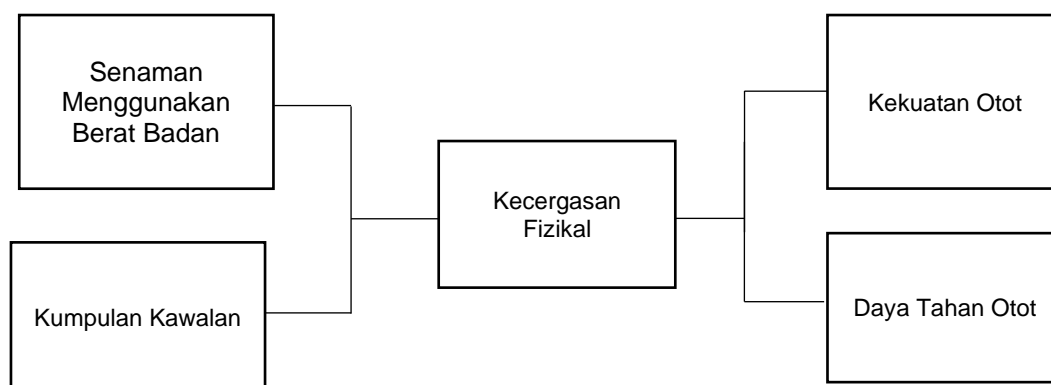 Senaman
Menggunakan
Berat Badan
Kumpulan Kawalan
Kecergasan
Fizikal
Kekuatan Otot
Daya Tahan Otot